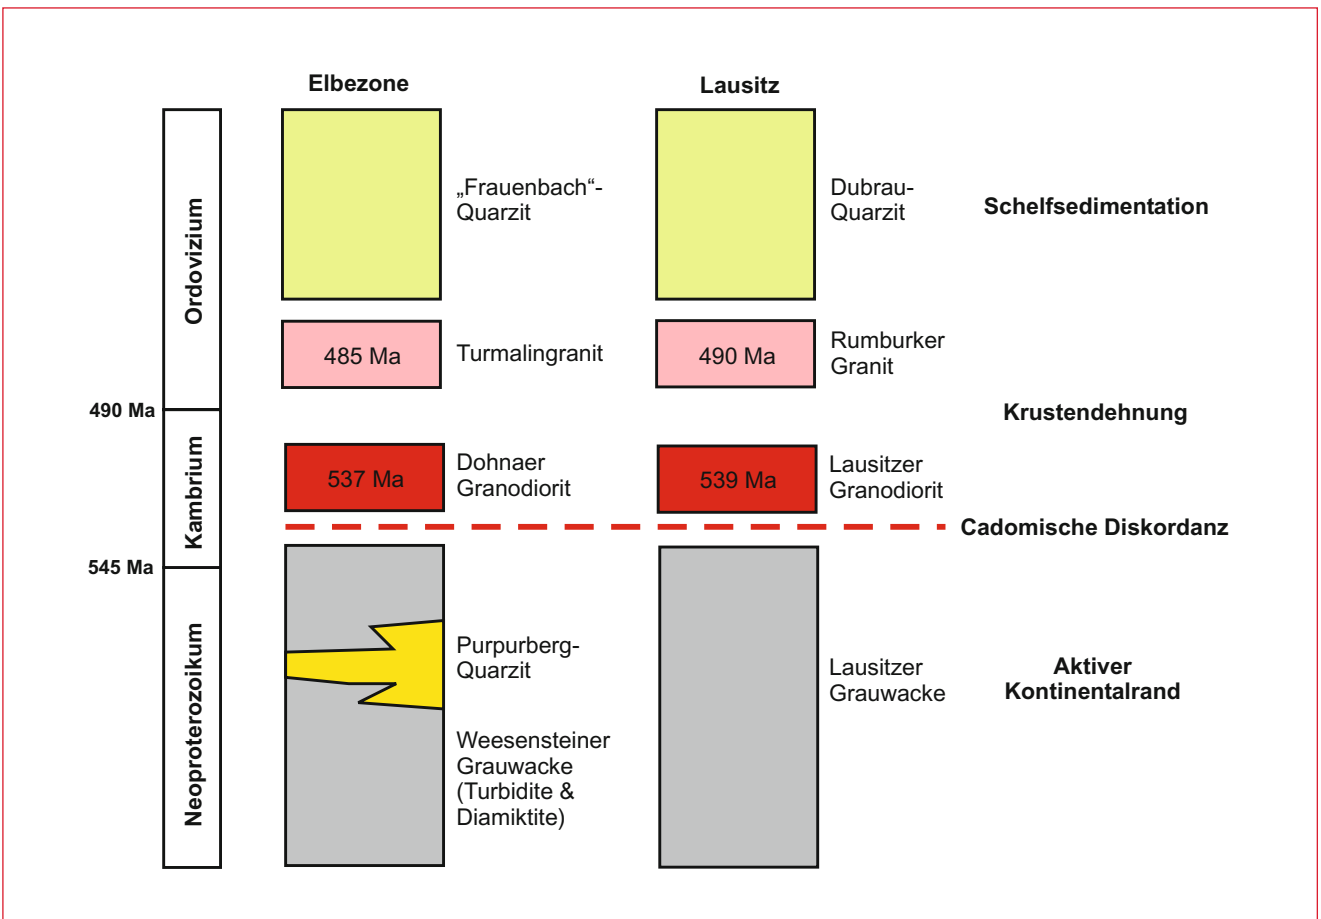 Elbezone
Lausitz
Ordovizium
„Frauenbach“-
Quarzit
Dubrau-
Quarzit
Schelfsedimentation
485 Ma
Turmalingranit
490 Ma
Rumburker
Granit
490 Ma
Krustendehnung
Kambrium
537 Ma
Dohnaer
Granodiorit
539 Ma
Lausitzer
Granodiorit
Cadomische Diskordanz
545 Ma
Neoproterozoikum
Purpurberg-
Quarzit
Weesensteiner
Grauwacke
(Turbidite &
Diamiktite)
Lausitzer
Grauwacke
Aktiver
Kontinentalrand